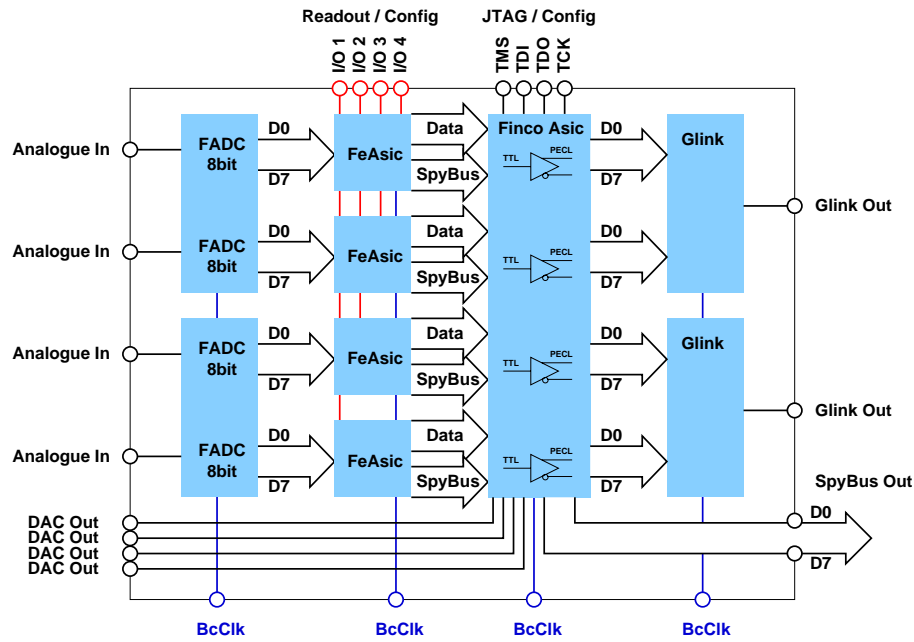 Readout / Config
JTAG / Config
I/O 1
I/O 2
I/O 3
I/O 4
TMS
TDI
TDO
TCK
Analogue In
FADC
8bit
D0
D7
FeAsic
Data
SpyBus
Finco Asic
TTL
PECL
D0
D7
Glink
Glink Out
Analogue In
FADC
8bit
D0
D7
FeAsic
Data
SpyBus
TTL
PECL
D0
D7
Analogue In
FADC
8bit
D0
D7
FeAsic
Data
SpyBus
TTL
PECL
D0
D7
Glink
Glink Out
Analogue In
FADC
8bit
D0
D7
FeAsic
Data
SpyBus
TTL
PECL
D0
D7
SpyBus Out
D0
D7
DAC Out
DAC Out
DAC Out
DAC Out
BcClk
BcClk
BcClk
BcClk